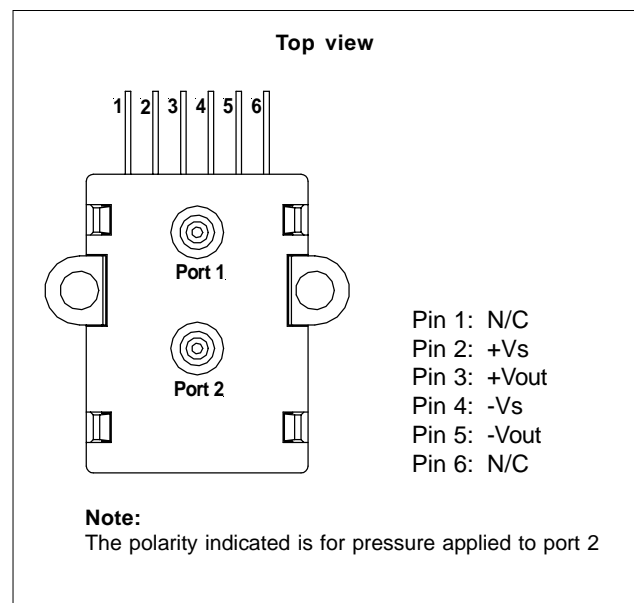 Top view
1 2 3 4 5 6
Port 1
Port 2
Pin 1: N/C
Pin 2: +Vs
Pin 3: +Vout
Pin 4: -Vs
Pin 5: -Vout
Pin 6: N/C
Note:
The polarity indicated is for pressure applied to port 2